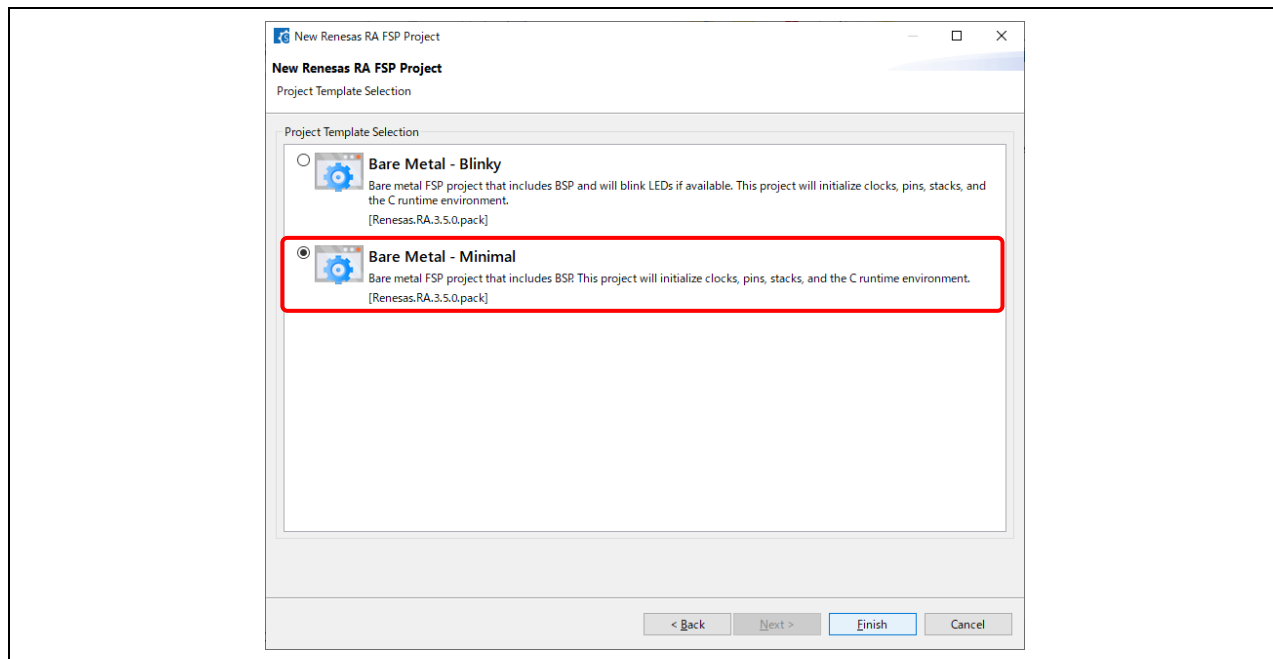 New Renesas RA FSP Project
New Renesas RA FSP Project
Project Template Selection
Project Template Selection
Bare Metal - Blinky
Bare metal FSP project that includes BSP and will blink LEDs if available. This project will initialize clocks, pins, stacks, and
the C runtime environment.
[Renesas.RA.3.5.0.pack]
Bare Metal - Minimal
Bare metal FSP project that includes BSP. This project will initialize clocks, pins, stacks, and the C runtime environment.
[Renesas.RA.3.5.0.pack]
< Back Next > Finish Cancel